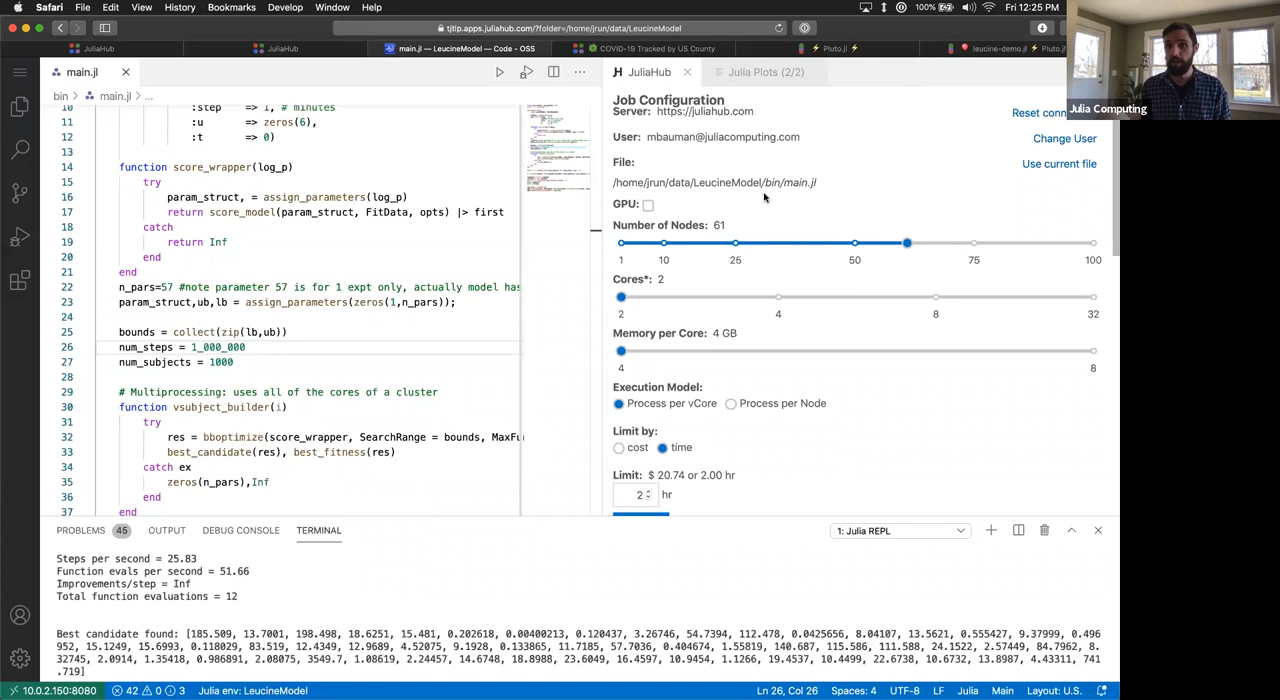 Safari File Edit View History Bookmarks Develop Window Help 100% Fri 12:25 PM
tjtlp.apps.juliahub.com/?folder=/home/jrun/data/LeucineModel
JuliaHub JuliaHub main.jl — LeucineModel — Code - OSS COVID-19 Tracked by US County ⚡ Pluto.jl ⚡ leucine-demo.jl ⚡ Pluto.
main.jl
bin > main.jl > ...
10 :step => 1, # minutes
11 :u => zeros(6),
12 :t => 0)
13
14 function score_wrapper(log_p)
15 try
16 param_struct, = assign_parameters(log_p)
17 return score_model(param_struct, FitData, opts) |> first
18 catch
19 return Inf
20 end
21 end
22 n_pars=57 #note parameter 57 is for 1 expt only, actually model has
23 param_struct,ub,lb = assign_parameters(zeros(1,n_pars));
24
25 bounds = collect(zip(lb,ub))
26 num_steps = 1_000_000
27 num_subjects = 1000
28
29 # Multiprocessing: uses all of the cores of a cluster
30 function vsubject_builder(i)
31 try
32 res = bboptimize(score_wrapper, SearchRange = bounds, MaxFu
33 best_candidate(res), best_fitness(res)
34 catch ex
35 zeros(n_pars),Inf
36 end
37 end
JuliaHub Julia Plots (2/2)
Job Configuration
Server: https://juliahub.com Reset conn
User: mbauman@juliacomputing.com Change User
File: Use current file
/home/jrun/data/LeucineModel/bin/main.jl
GPU:
Number of Nodes: 61
1 10 25 50 75 100
Cores*: 2
2 4 8 32
Memory per Core: 4 GB
4 8
Execution Model:
Process per vCore Process per Node
Limit by:
cost time
Limit: $ 20.74 or 2.00 hr
2 hr
Julia Computing
PROBLEMS 45 OUTPUT DEBUG CONSOLE TERMINAL 1: Julia REPL
Steps per second = 25.83
Function evals per second = 51.66
Improvements/step = Inf
Total function evaluations = 12
Best candidate found: [185.509, 13.7001, 198.498, 18.6251, 15.481, 0.202618, 0.00400213, 0.120437, 3.26746, 54.7394, 112.478, 0.0425656, 8.04107, 13.5621, 0.555427, 9.37999, 0.496
952, 15.1249, 15.6993, 0.118029, 83.519, 12.4349, 12.9689, 4.52075, 9.1928, 0.133865, 11.7185, 57.7036, 0.404674, 1.55819, 140.687, 115.586, 111.588, 24.1522, 2.57449, 84.7962, 8.
32745, 2.0914, 1.35418, 0.986891, 2.08075, 3549.7, 1.08619, 2.24457, 14.6748, 18.8988, 23.6049, 16.4597, 10.9454, 1.1266, 19.4537, 10.4499, 22.6738, 10.6732, 13.8987, 4.43311, 741
.719]
10.0.2.150:8080 42 0 3 Julia env: LeucineModel Ln 26, Col 26 Spaces: 4 UTF-8 LF Julia Main Layout: U.S.